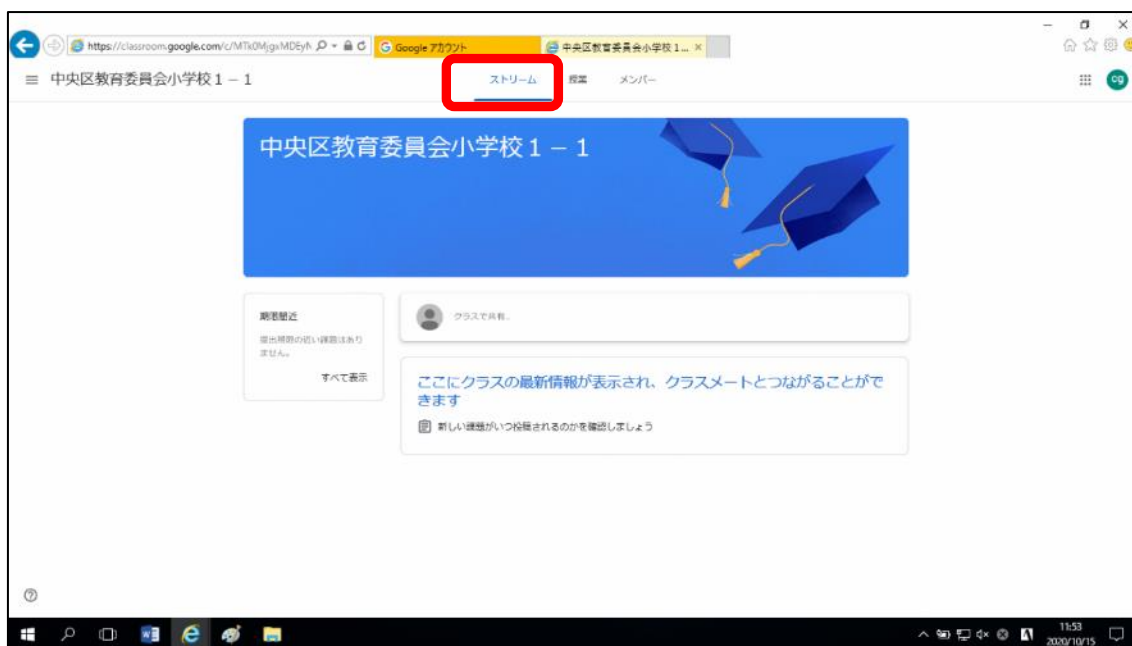 https://classroom.google.com/c/MTk0MjgxMDEyN
Google アカウント
中央区教育委員会小学校1...
中央区教育委員会小学校1－1
ストリーム
授業
メンバー
cg
中央区教育委員会小学校1－1
期限間近
提出期限の近い課題はあり
ません。
すべて表示
クラスで共有...
ここにクラスの最新情報が表示され、クラスメートとつながることがで
きます
新しい課題がいつ投稿されるのかを確認しましょう
11:53
2020/10/15